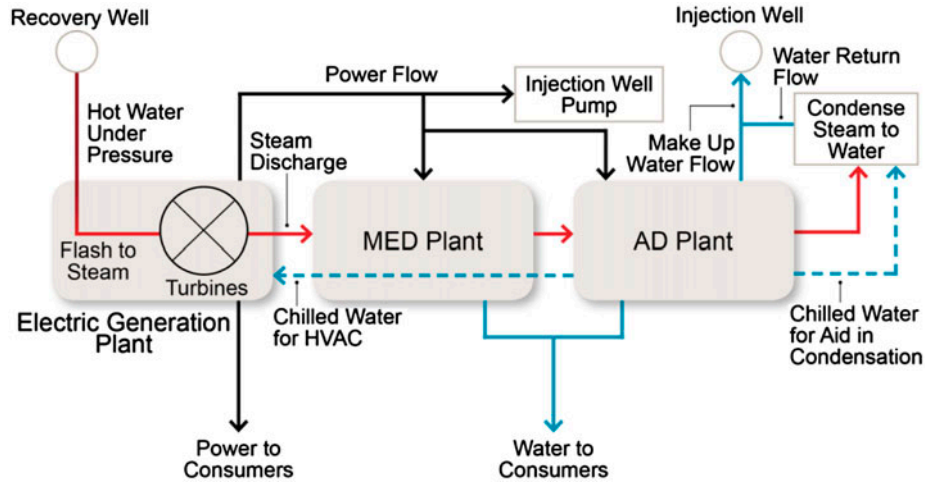 Recovery Well
Injection Well
Power Flow
Injection Well
Pump
Water Return
Flow
Condense
Steam to
Water
Hot Water
Under
Pressure
Steam
Discharge
Make Up
Water Flow
Flash to
Steam
Turbines
MED Plant
AD Plant
Electric Generation
Plant
Chilled Water
for HVAC
Chilled Water
for Aid in
Condensation
Power to
Consumers
Water to
Consumers